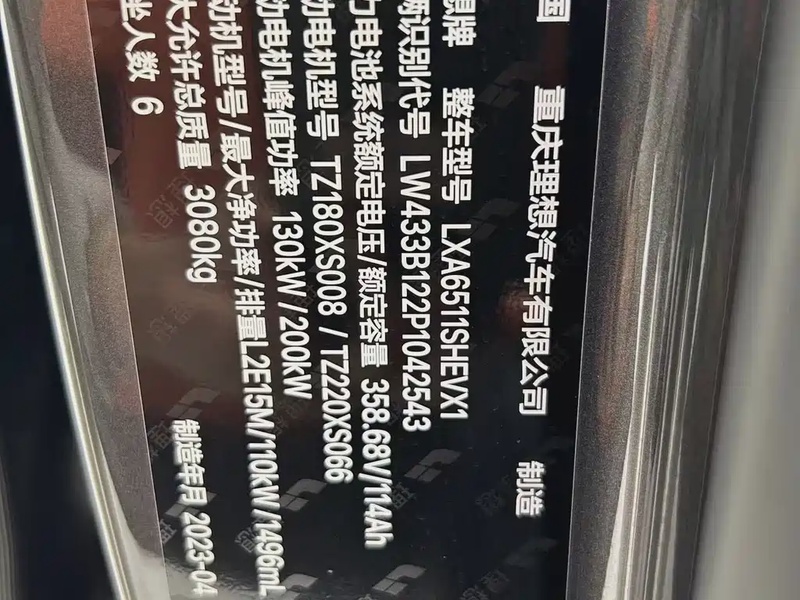 国 重庆理想汽车有限公司 制造
想牌 整车型号 LXA6511SHEVX1
辆识别代号 LW433B122P1042543
力电池系统额定电压/额定容量 358.68V/114Ah
动电机型号 TZ180XS008 / TZ220XS066
动电机峰值功率 130kW/200kW
动机型号/最大净功率/排量L2E15M/110kW/1496mL
大允许总质量 3080kg 制造年月 2023-04
坐人数 6